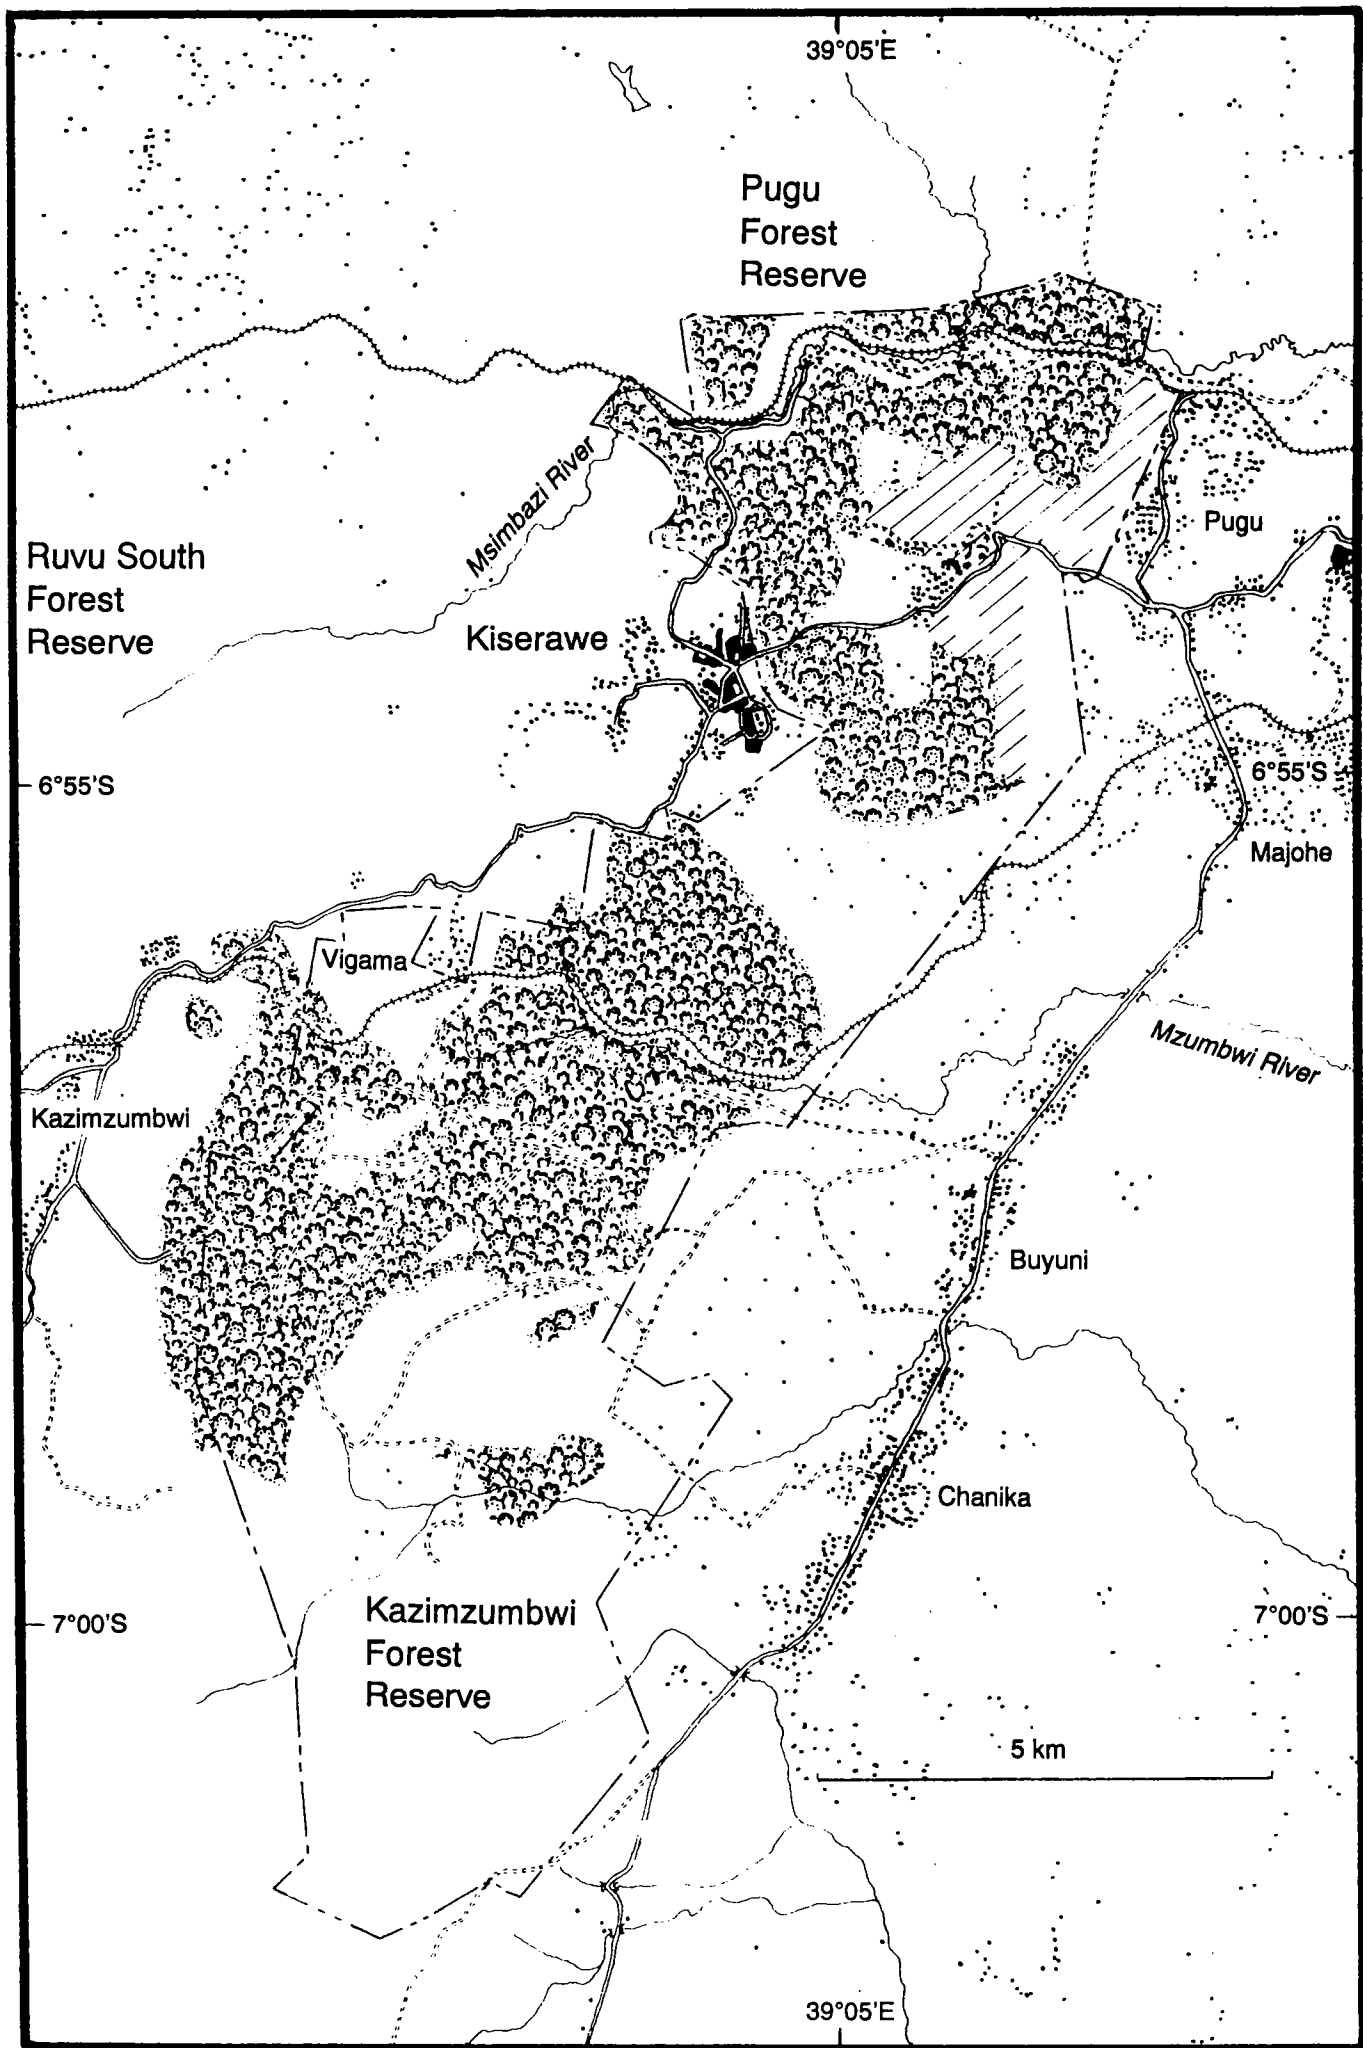 39°05'E
Pugu
Forest
Reserve
Msimbazi River
Pugu
Ruvu South
Forest
Reserve
Kiserawe
6°55'S
6°55'S
Majohe
Vigama
Mzumbwi River
Kazimzumbwi
Buyuni
Chanika
Kazimzumbwi
Forest
Reserve
7°00'S
7°00'S
5 km
39°05'E